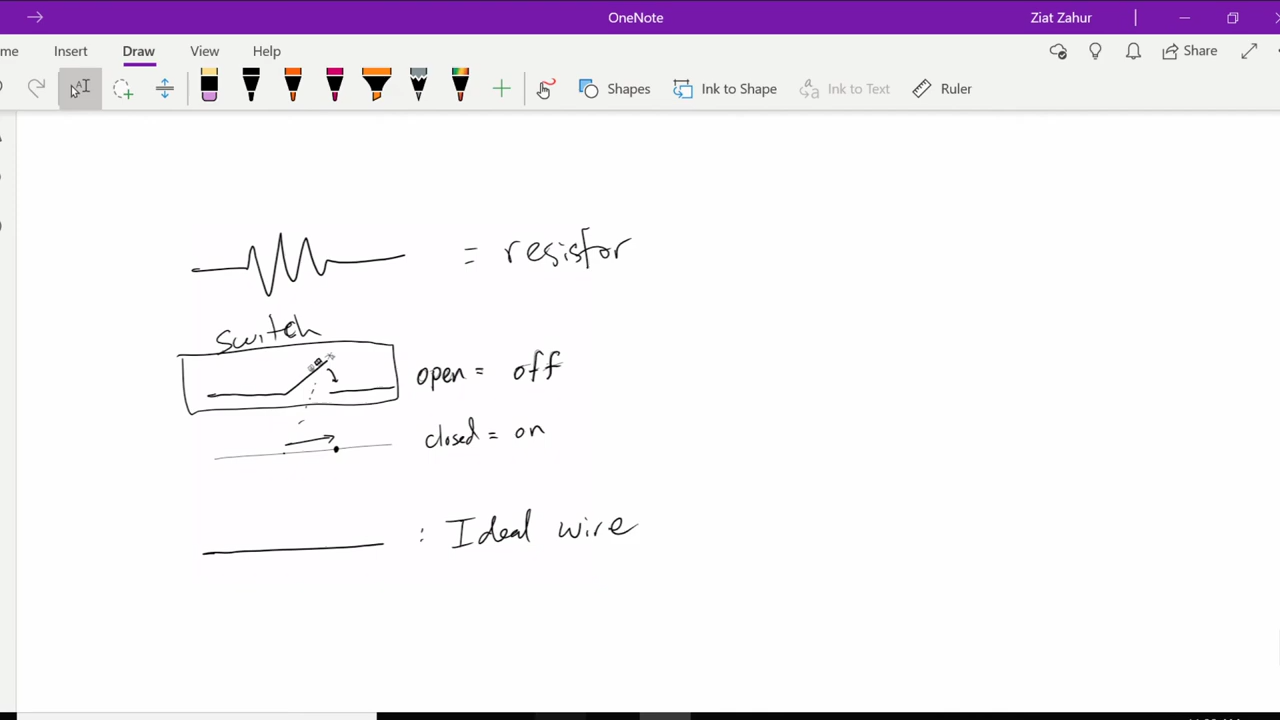 OneNote
Ziat Zahur
me Insert Draw View Help
Share
Shapes Ink to Shape Ink to Text Ruler
= resistor
switch
open = off
closed = on
: Ideal wire